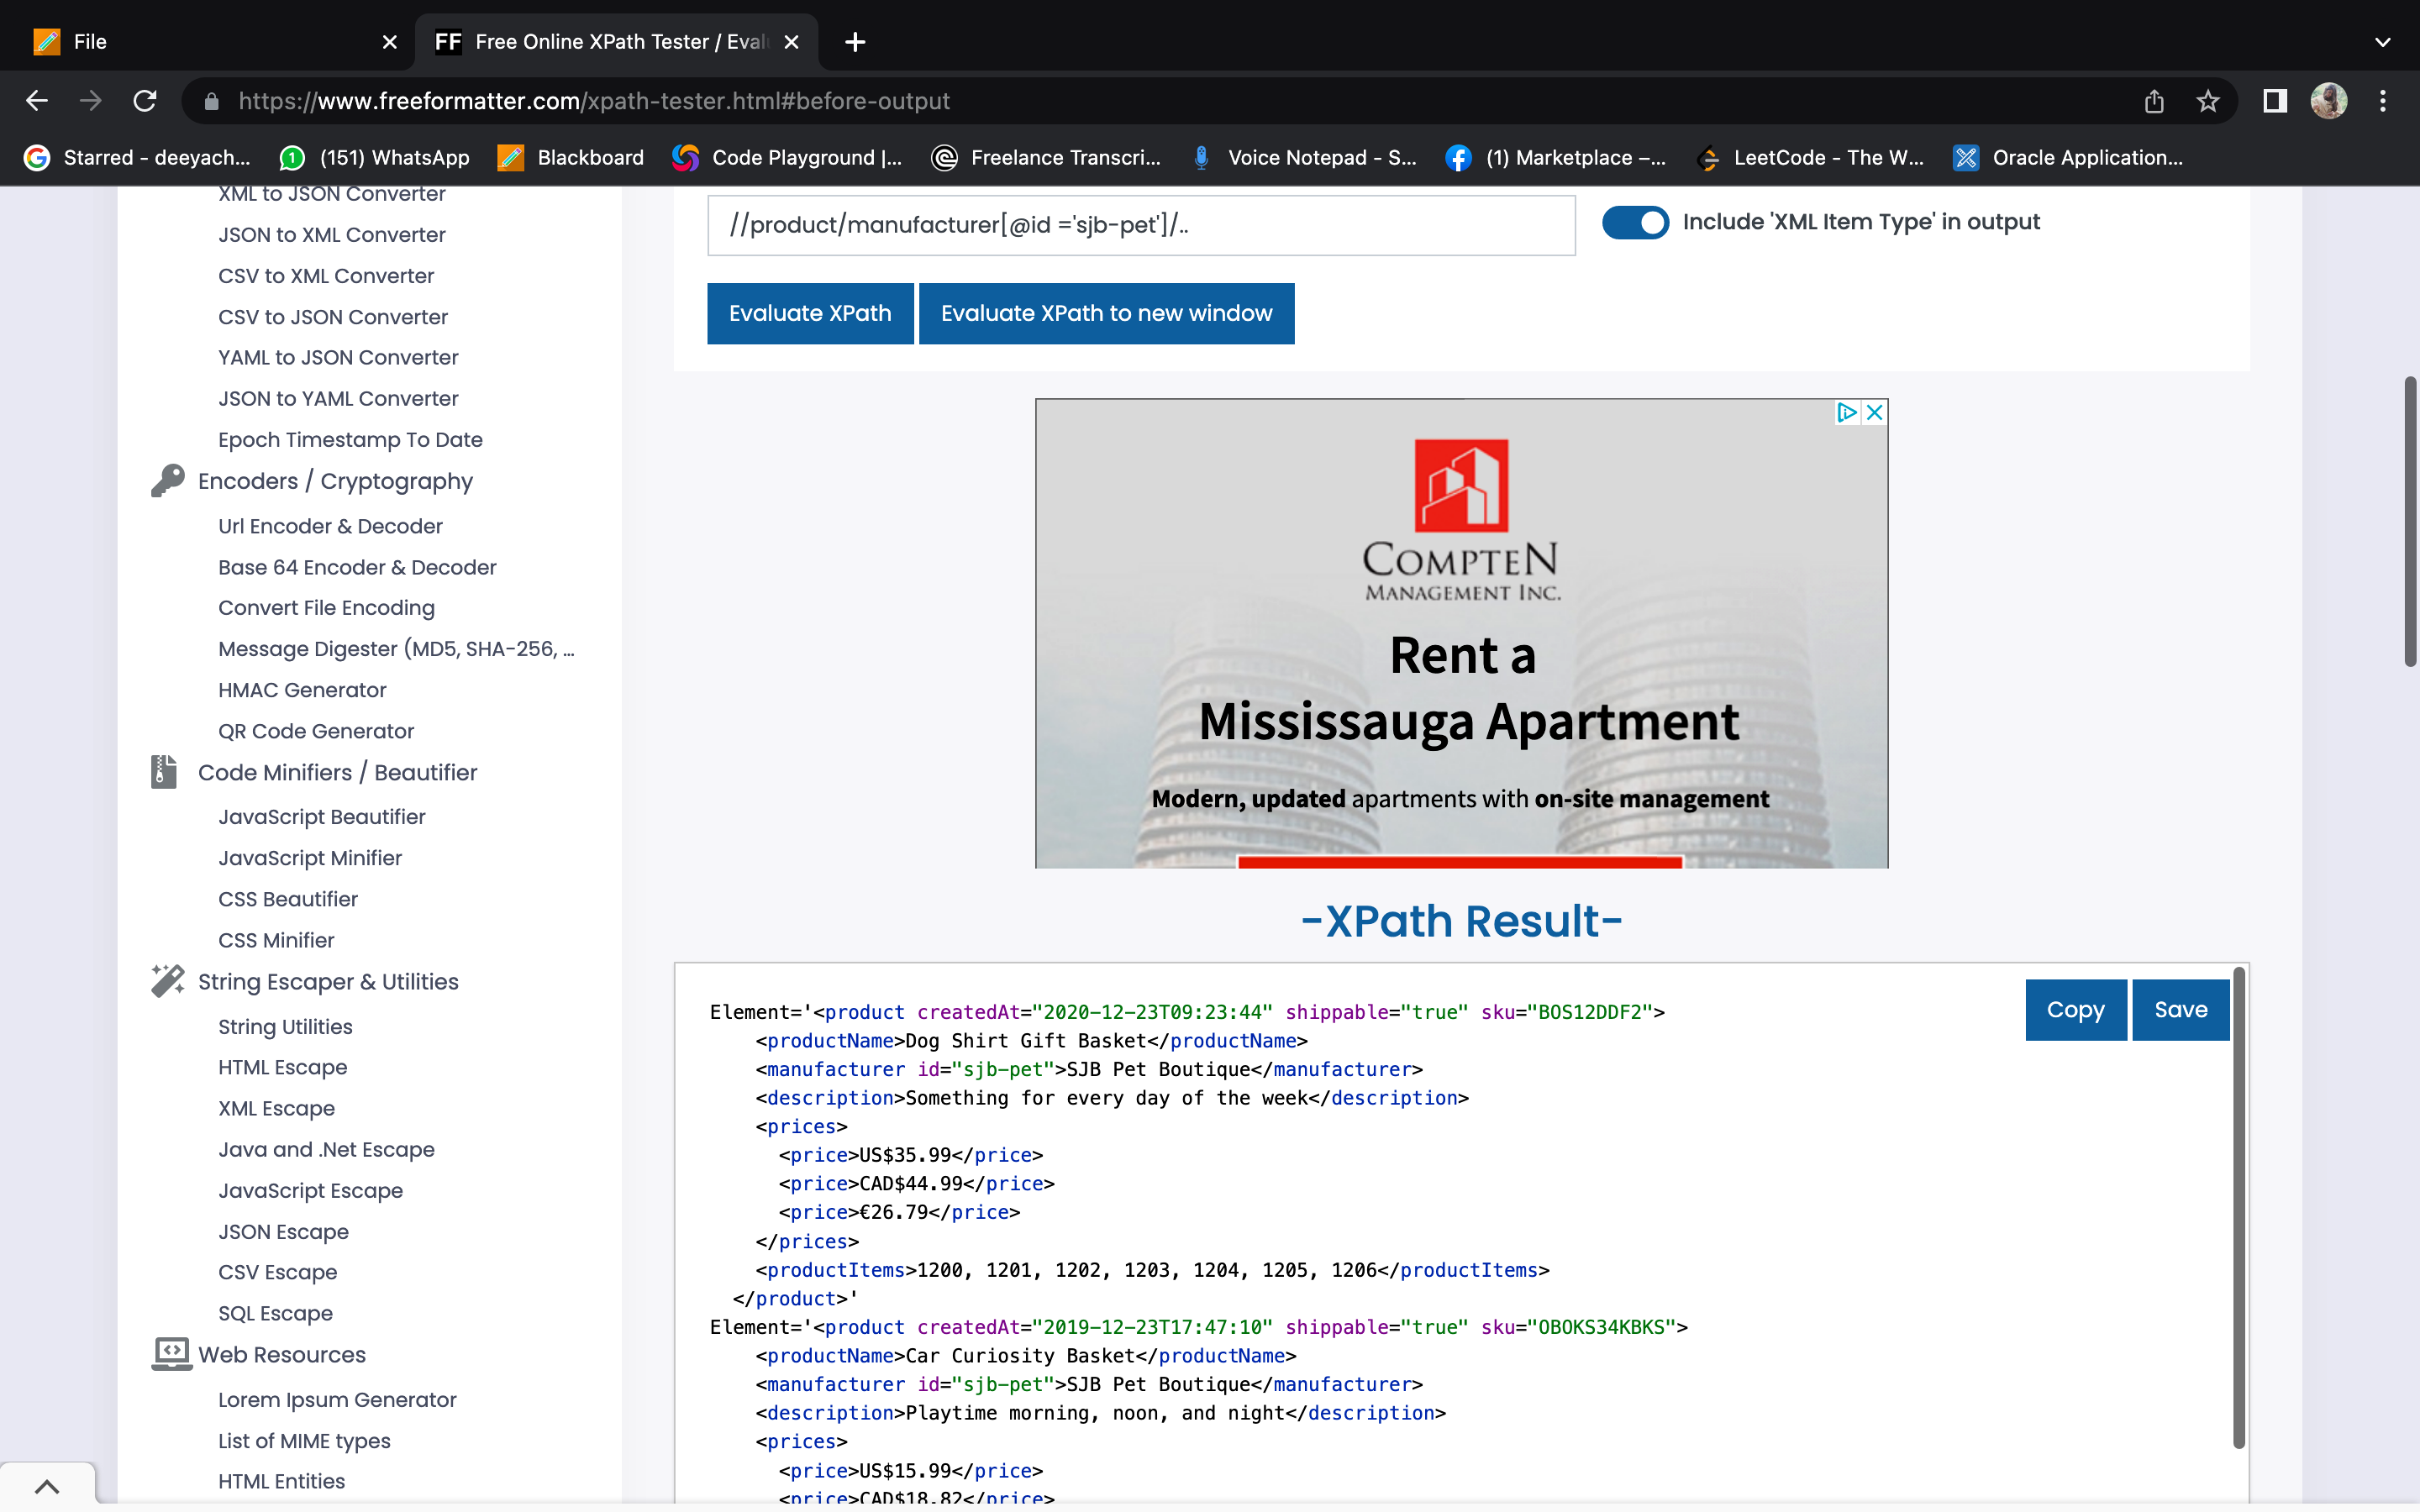 File
FF Free Online XPath Tester / Eval
https://www.freeformatter.com/xpath-tester.html#before-output
Starred - deeyach...
1 (151) WhatsApp
Blackboard
Code Playground |...
Freelance Transcri...
Voice Notepad - S...
(1) Marketplace –...
LeetCode - The W...
Oracle Application...
XML to JSON Converter
JSON to XML Converter
CSV to XML Converter
CSV to JSON Converter
YAML to JSON Converter
JSON to YAML Converter
Epoch Timestamp To Date
Encoders / Cryptography
Url Encoder & Decoder
Base 64 Encoder & Decoder
Convert File Encoding
Message Digester (MD5, SHA-256, ...
HMAC Generator
QR Code Generator
Code Minifiers / Beautifier
JavaScript Beautifier
JavaScript Minifier
CSS Beautifier
CSS Minifier
String Escaper & Utilities
String Utilities
HTML Escape
XML Escape
Java and .Net Escape
JavaScript Escape
JSON Escape
CSV Escape
SQL Escape
Web Resources
Lorem Ipsum Generator
List of MIME types
HTML Entities
//product/manufacturer[@id ='sjb-pet']/..
Include 'XML Item Type' in output
Evaluate XPath
Evaluate XPath to new window
COMPTEN
MANAGEMENT INC.
Rent a
Mississauga Apartment
Modern, updated apartments with on-site management
-XPath Result-
Copy
Save
Element='<product createdAt="2020-12-23T09:23:44" shippable="true" sku="BOS12DDF2">
<productName>Dog Shirt Gift Basket</productName>
<manufacturer id="sjb-pet">SJB Pet Boutique</manufacturer>
<description>Something for every day of the week</description>
<prices>
<price>US$35.99</price>
<price>CAD$44.99</price>
<price>€26.79</price>
</prices>
<productItems>1200, 1201, 1202, 1203, 1204, 1205, 1206</productItems>
</product>'
Element='<product createdAt="2019-12-23T17:47:10" shippable="true" sku="OBOKS34KBKS">
<productName>Car Curiosity Basket</productName>
<manufacturer id="sjb-pet">SJB Pet Boutique</manufacturer>
<description>Playtime morning, noon, and night</description>
<prices>
<price>US$15.99</price>
<price>CAD$18.82</price>